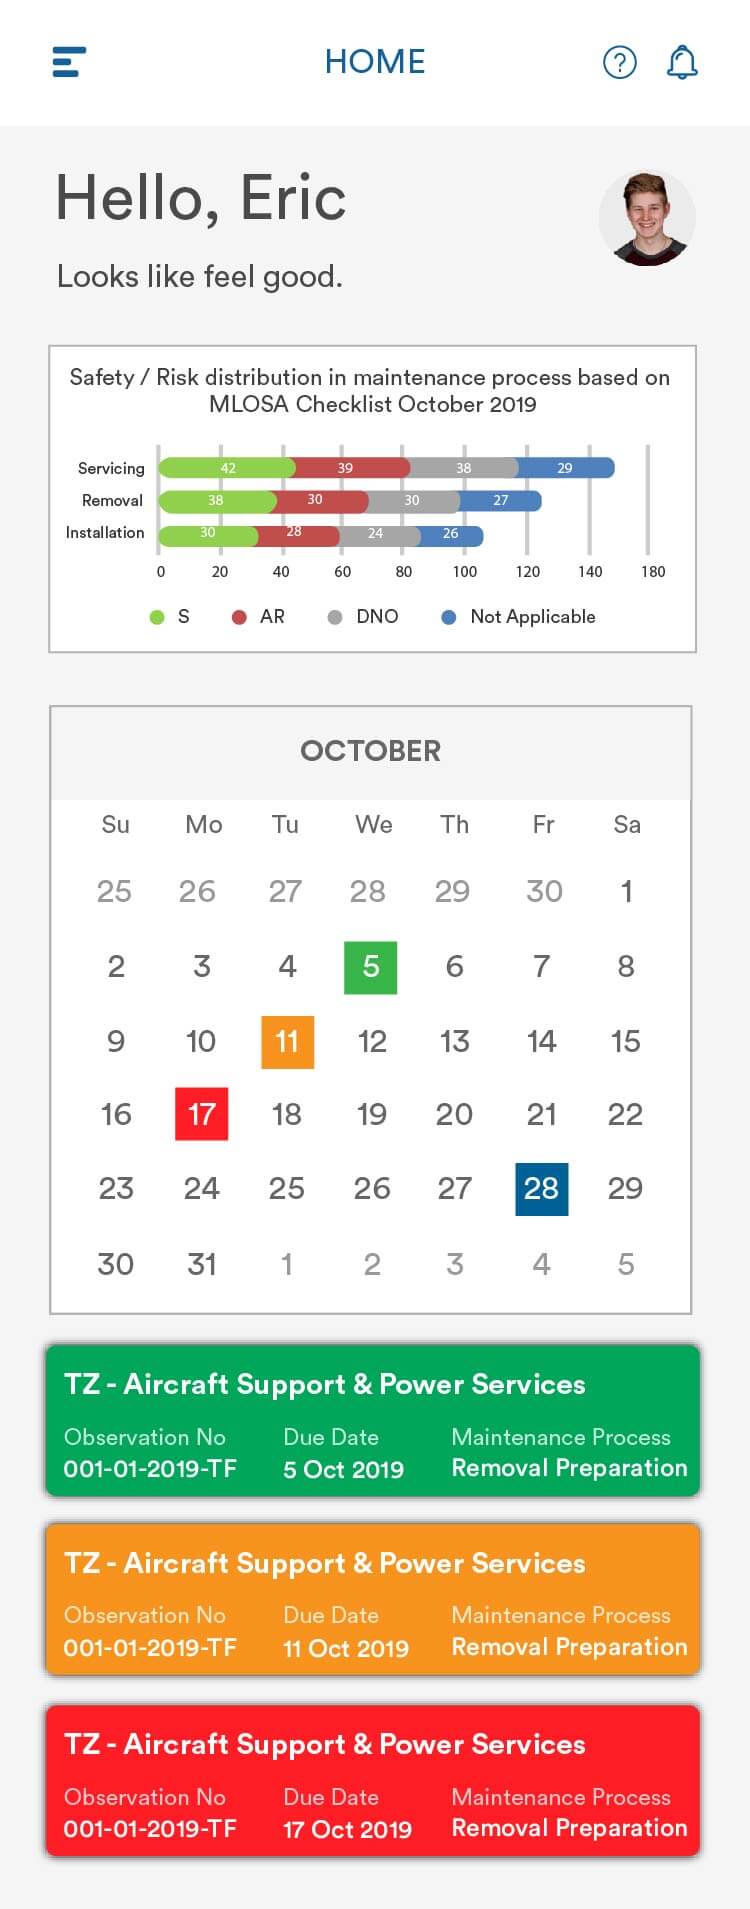 HOME
Hello, Eric
Looks like feel good.
Safety / Risk distribution in maintenance process based on
MLOSA Checklist October 2019
Servicing 42 39 38 29
Removal 38 30 30 27
Installation 30 28 24 26
0 20 40 60 80 100 120 140 180
S AR DNO Not Applicable
OCTOBER
Su Mo Tu We Th Fr Sa
25 26 27 28 29 30 1
2 3 4 5 6 7 8
9 10 11 12 13 14 15
16 17 18 19 20 21 22
23 24 25 26 27 28 29
30 31 1 2 3 4 5
TZ - Aircraft Support & Power Services
Observation No Due Date Maintenance Process
001-01-2019-TF 5 Oct 2019 Removal Preparation
TZ - Aircraft Support & Power Services
Observation No Due Date Maintenance Process
001-01-2019-TF 11 Oct 2019 Removal Preparation
TZ - Aircraft Support & Power Services
Observation No Due Date Maintenance Process
001-01-2019-TF 17 Oct 2019 Removal Preparation